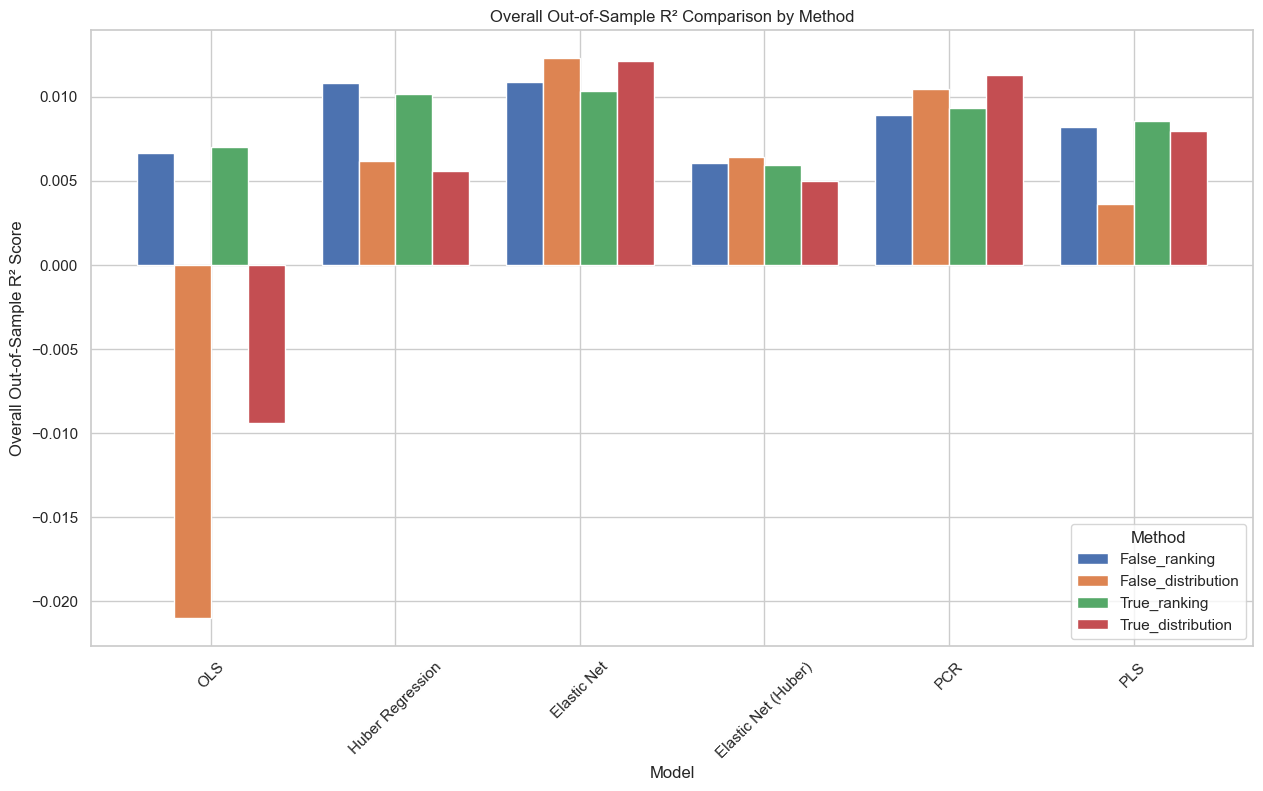 Overall Out-of-Sample R² Comparison by Method
Overall Out-of-Sample R² Score
0.010
0.005
0.000
−0.005
−0.010
−0.015
−0.020
OLS
Huber Regression
Elastic Net
Elastic Net (Huber)
PCR
PLS
Model
Method
False_ranking
False_distribution
True_ranking
True_distribution